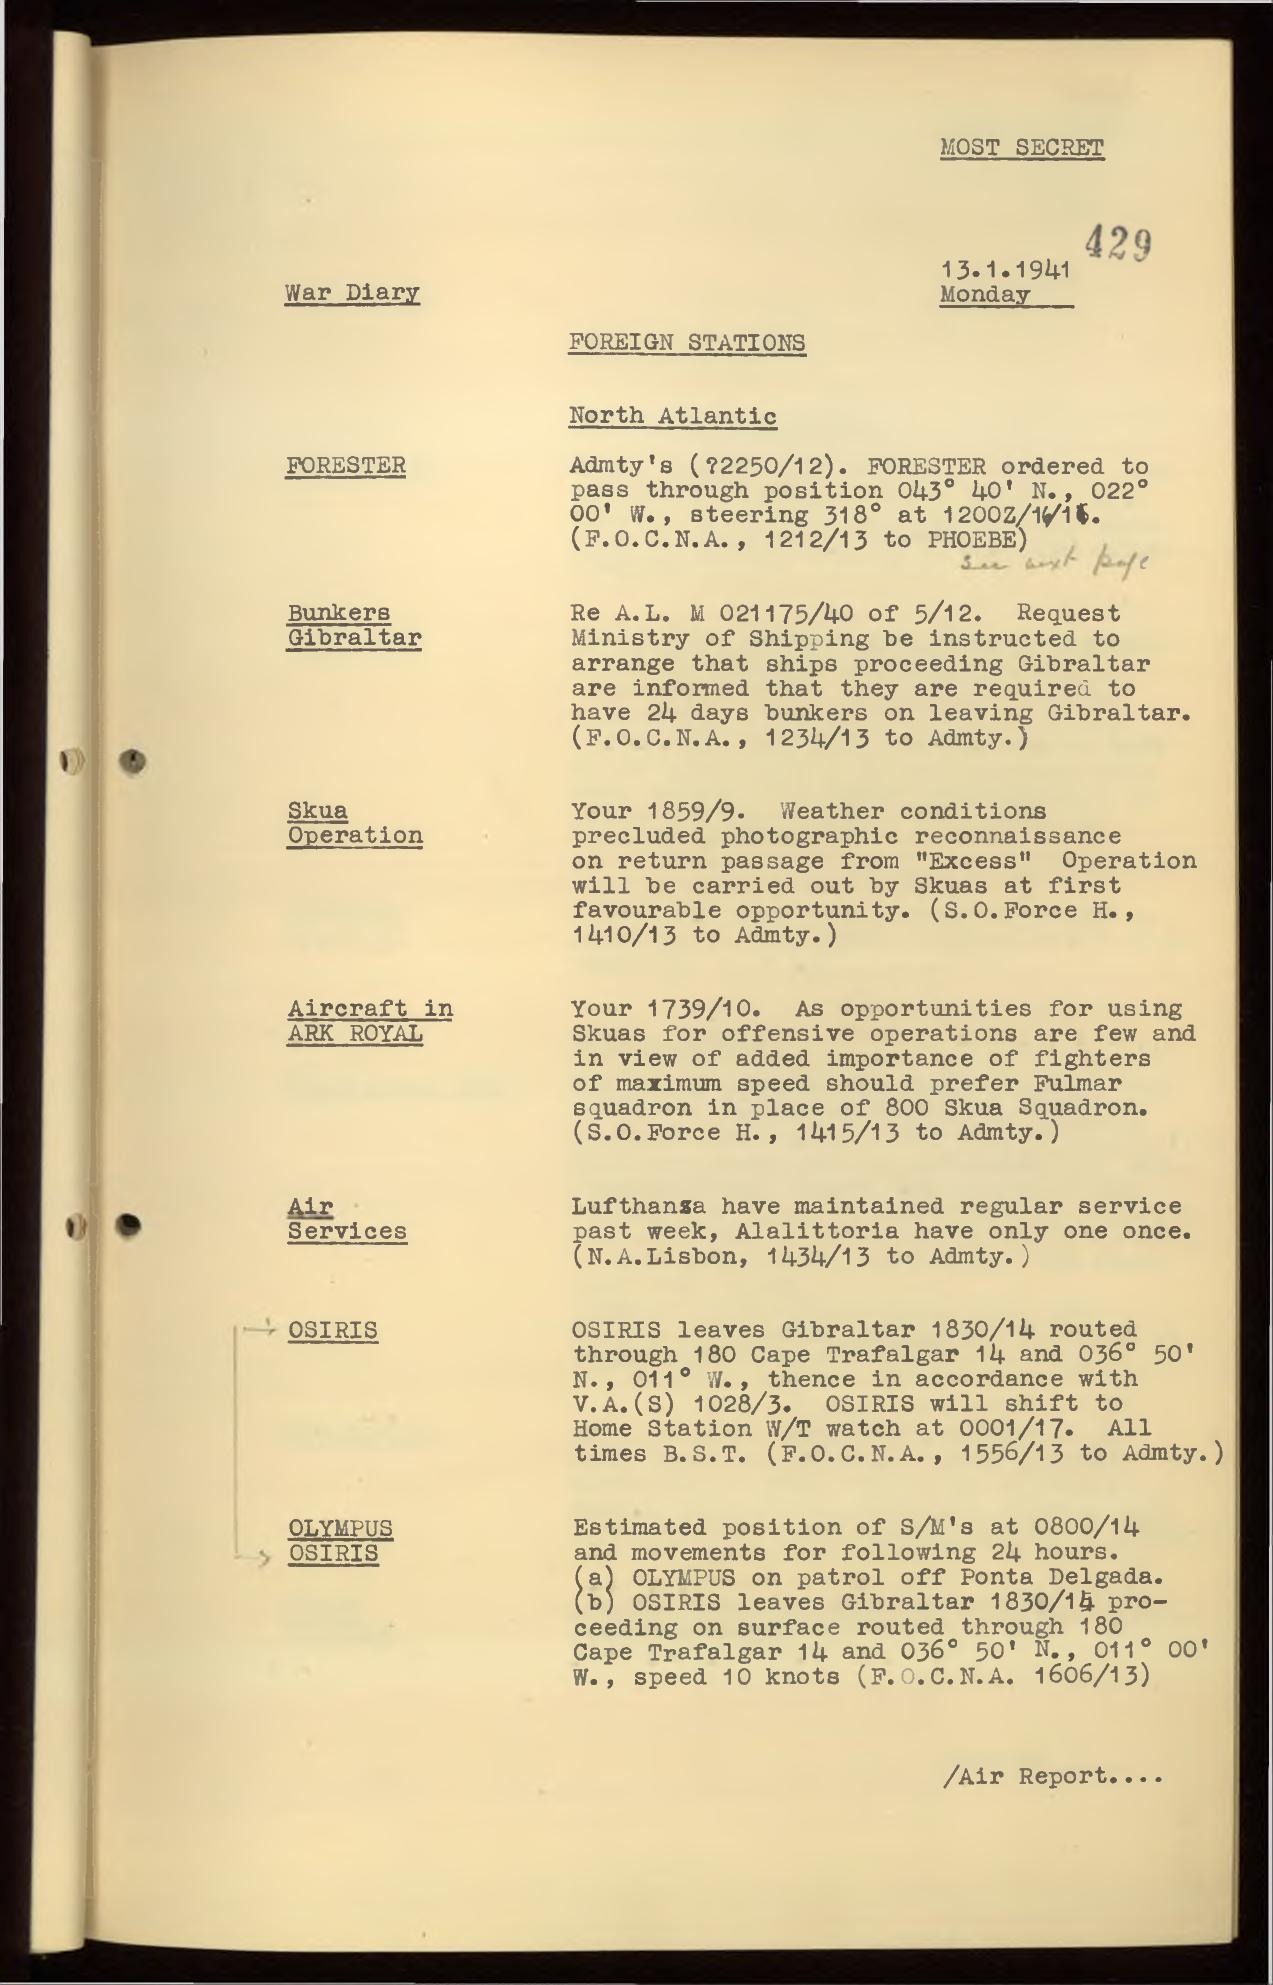 MOST SECRET
429
13.1.1941
War Diary
Monday
FOREIGN STATIONS
North Atlantic
FORESTER
Admty's (?2250/12). FORESTER ordered to
pass through position 043° 40' N., 022°
00' W., steering 318° at 1200Z/
(F.O.C.N.A., 1212/13 to PHOEBE)
see next page
Bunkers
Gibraltar
Re A.L. M 021175/40 of 5/12. Request
Ministry of Shipping be instructed to
arrange that ships proceeding Gibraltar
are informed that they are required to
have 24 days bunkers on leaving Gibraltar.
(F.O.C.N.A., 1234/13 to Admty.)
Skua
Operation
Your 1859/9. Weather conditions
precluded photographic reconnaissance
on return passage from "Excess" Operation
will be carried out by Skuas at first
favourable opportunity. (S.O.Force H.,
1410/13 to Admty.)
Aircraft in
ARK ROYAL
Your 1739/10. As opportunities for using
Skuas for offensive operations are few and
in view of added importance of fighters
of maximum speed should prefer Fulmar
squadron in place of 800 Skua Squadron.
(S.O.Force H., 1415/13 to Admty.)
Air
Services
Lufthansa have maintained regular service
past week, Alalittoria have only one once.
(N.A.Lisbon, 1434/13 to Admty.)
OSIRIS
OSIRIS leaves Gibraltar 1830/14 routed
through 180 Cape Trafalgar 14 and 036° 50'
N., 011° W., thence in accordance with
V.A.(S) 1028/3. OSIRIS will shift to
Home Station W/T watch at 0001/17. All
times B.S.T. (F.O.C.N.A., 1556/13 to Admty.)
OLYMPUS
OSIRIS
Estimated position of S/M's at 0800/14
and movements for following 24 hours.
(a) OLYMPUS on patrol off Ponta Delgada.
(b) OSIRIS leaves Gibraltar 1830/14 pro-
ceeding on surface routed through 180
Cape Trafalgar 14 and 036° 50' N., 011° 00'
W., speed 10 knots (F.O.C.N.A. 1606/13)
/Air Report....